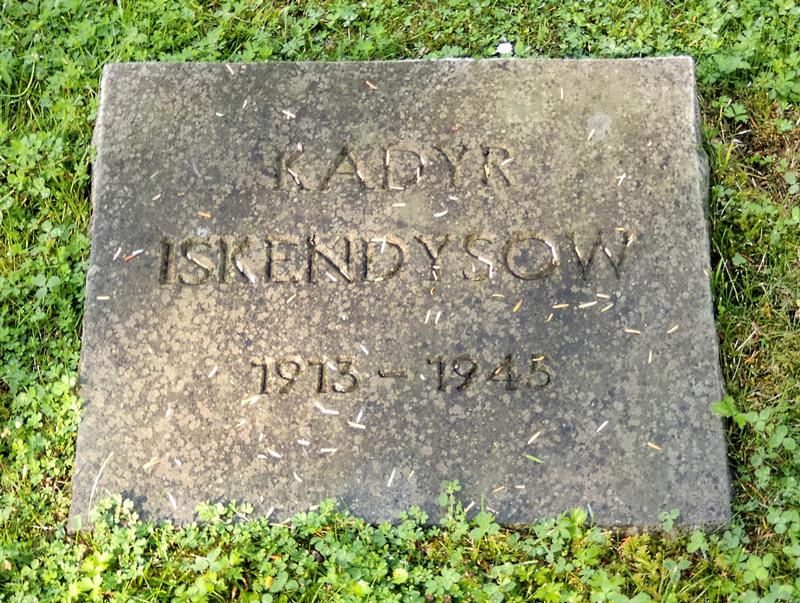 KADYR
ISKENDYSOW
1913 – 1945